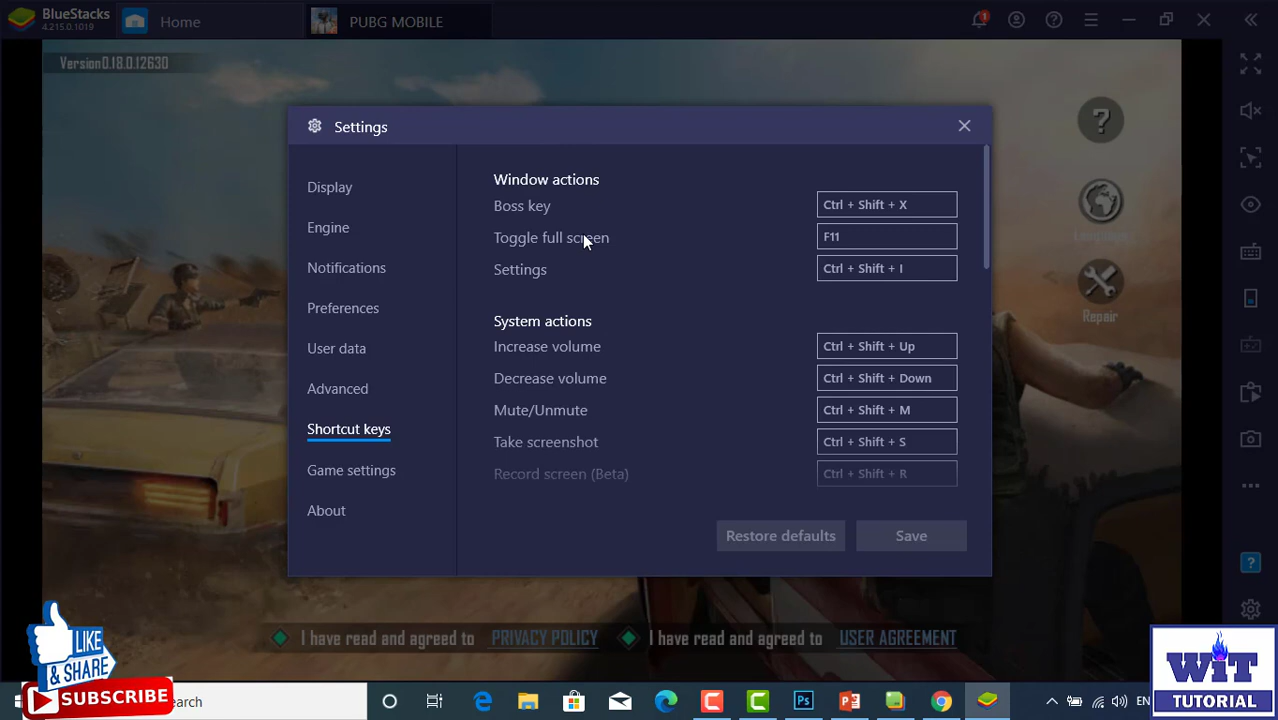 BlueStacks
4.215.0.1019
Home
PUBG MOBILE
1
Version0.18.0.12630
Settings
Display
Engine
Notifications
Preferences
User data
Advanced
Shortcut keys
Game settings
About
Window actions
Boss key
Ctrl + Shift + X
Toggle full screen
F11
Settings
Ctrl + Shift + I
System actions
Increase volume
Ctrl + Shift + Up
Decrease volume
Ctrl + Shift + Down
Mute/Unmute
Ctrl + Shift + M
Take screenshot
Ctrl + Shift + S
Record screen (Beta)
Ctrl + Shift + R
Restore defaults
Save
?
Repair
?
I have read and agreed to PRIVACY POLICY
I have read and agreed to USER AGREEMENT
LIKE
& SHARE
SUBSCRIBE
earch
EN
WIT
TUTORIAL